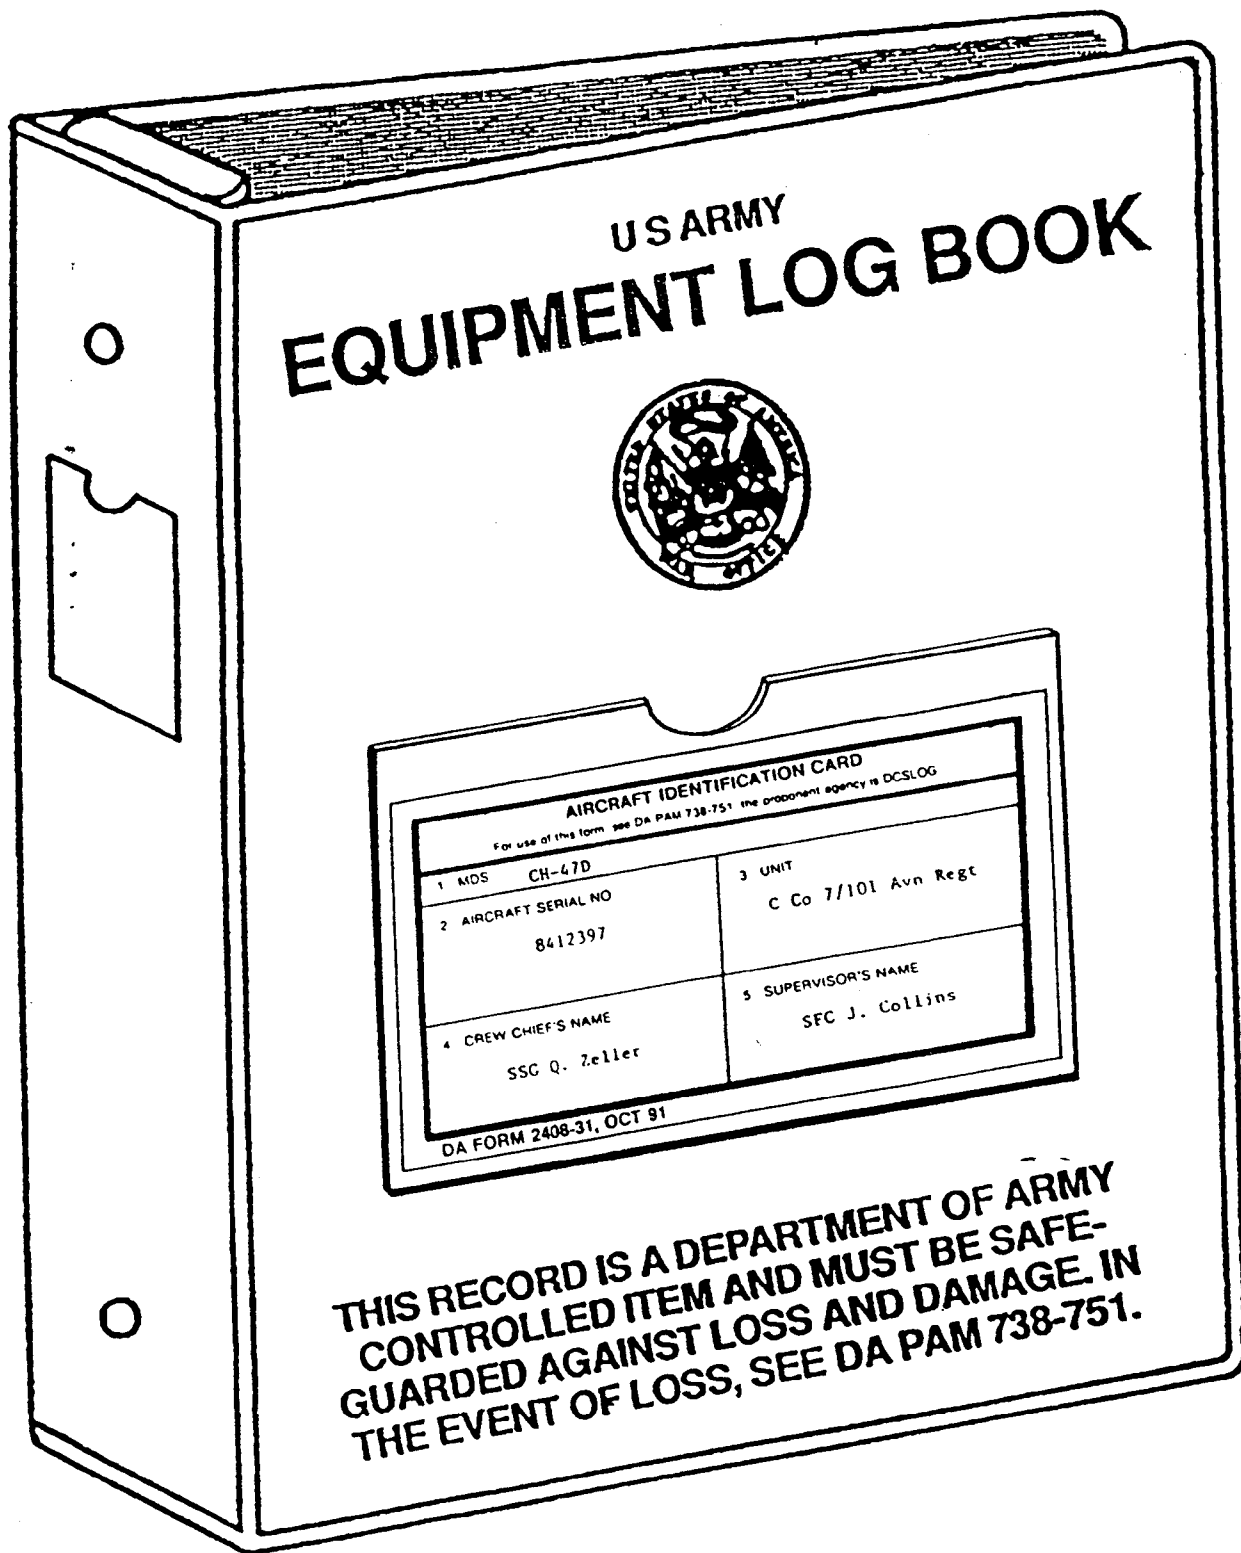 U S ARMY
EQUIPMENT LOG BOOK
UNITED STATES OF AMERICA
AIRCRAFT IDENTIFICATION CARD
For use of this form see DA PAM 738-751 the proponent agency is DCSLOG
1 MDS CH-47D
2 AIRCRAFT SERIAL NO
8412397
3 UNIT
C Co 7/101 Avn Regt
4 CREW CHIEF'S NAME
SSG Q. Zeller
5 SUPERVISOR'S NAME
SFC J. Collins
DA FORM 2408-31, OCT 91
THIS RECORD IS A DEPARTMENT OF ARMY
CONTROLLED ITEM AND MUST BE SAFE-
GUARDED AGAINST LOSS AND DAMAGE. IN
THE EVENT OF LOSS, SEE DA PAM 738-751.